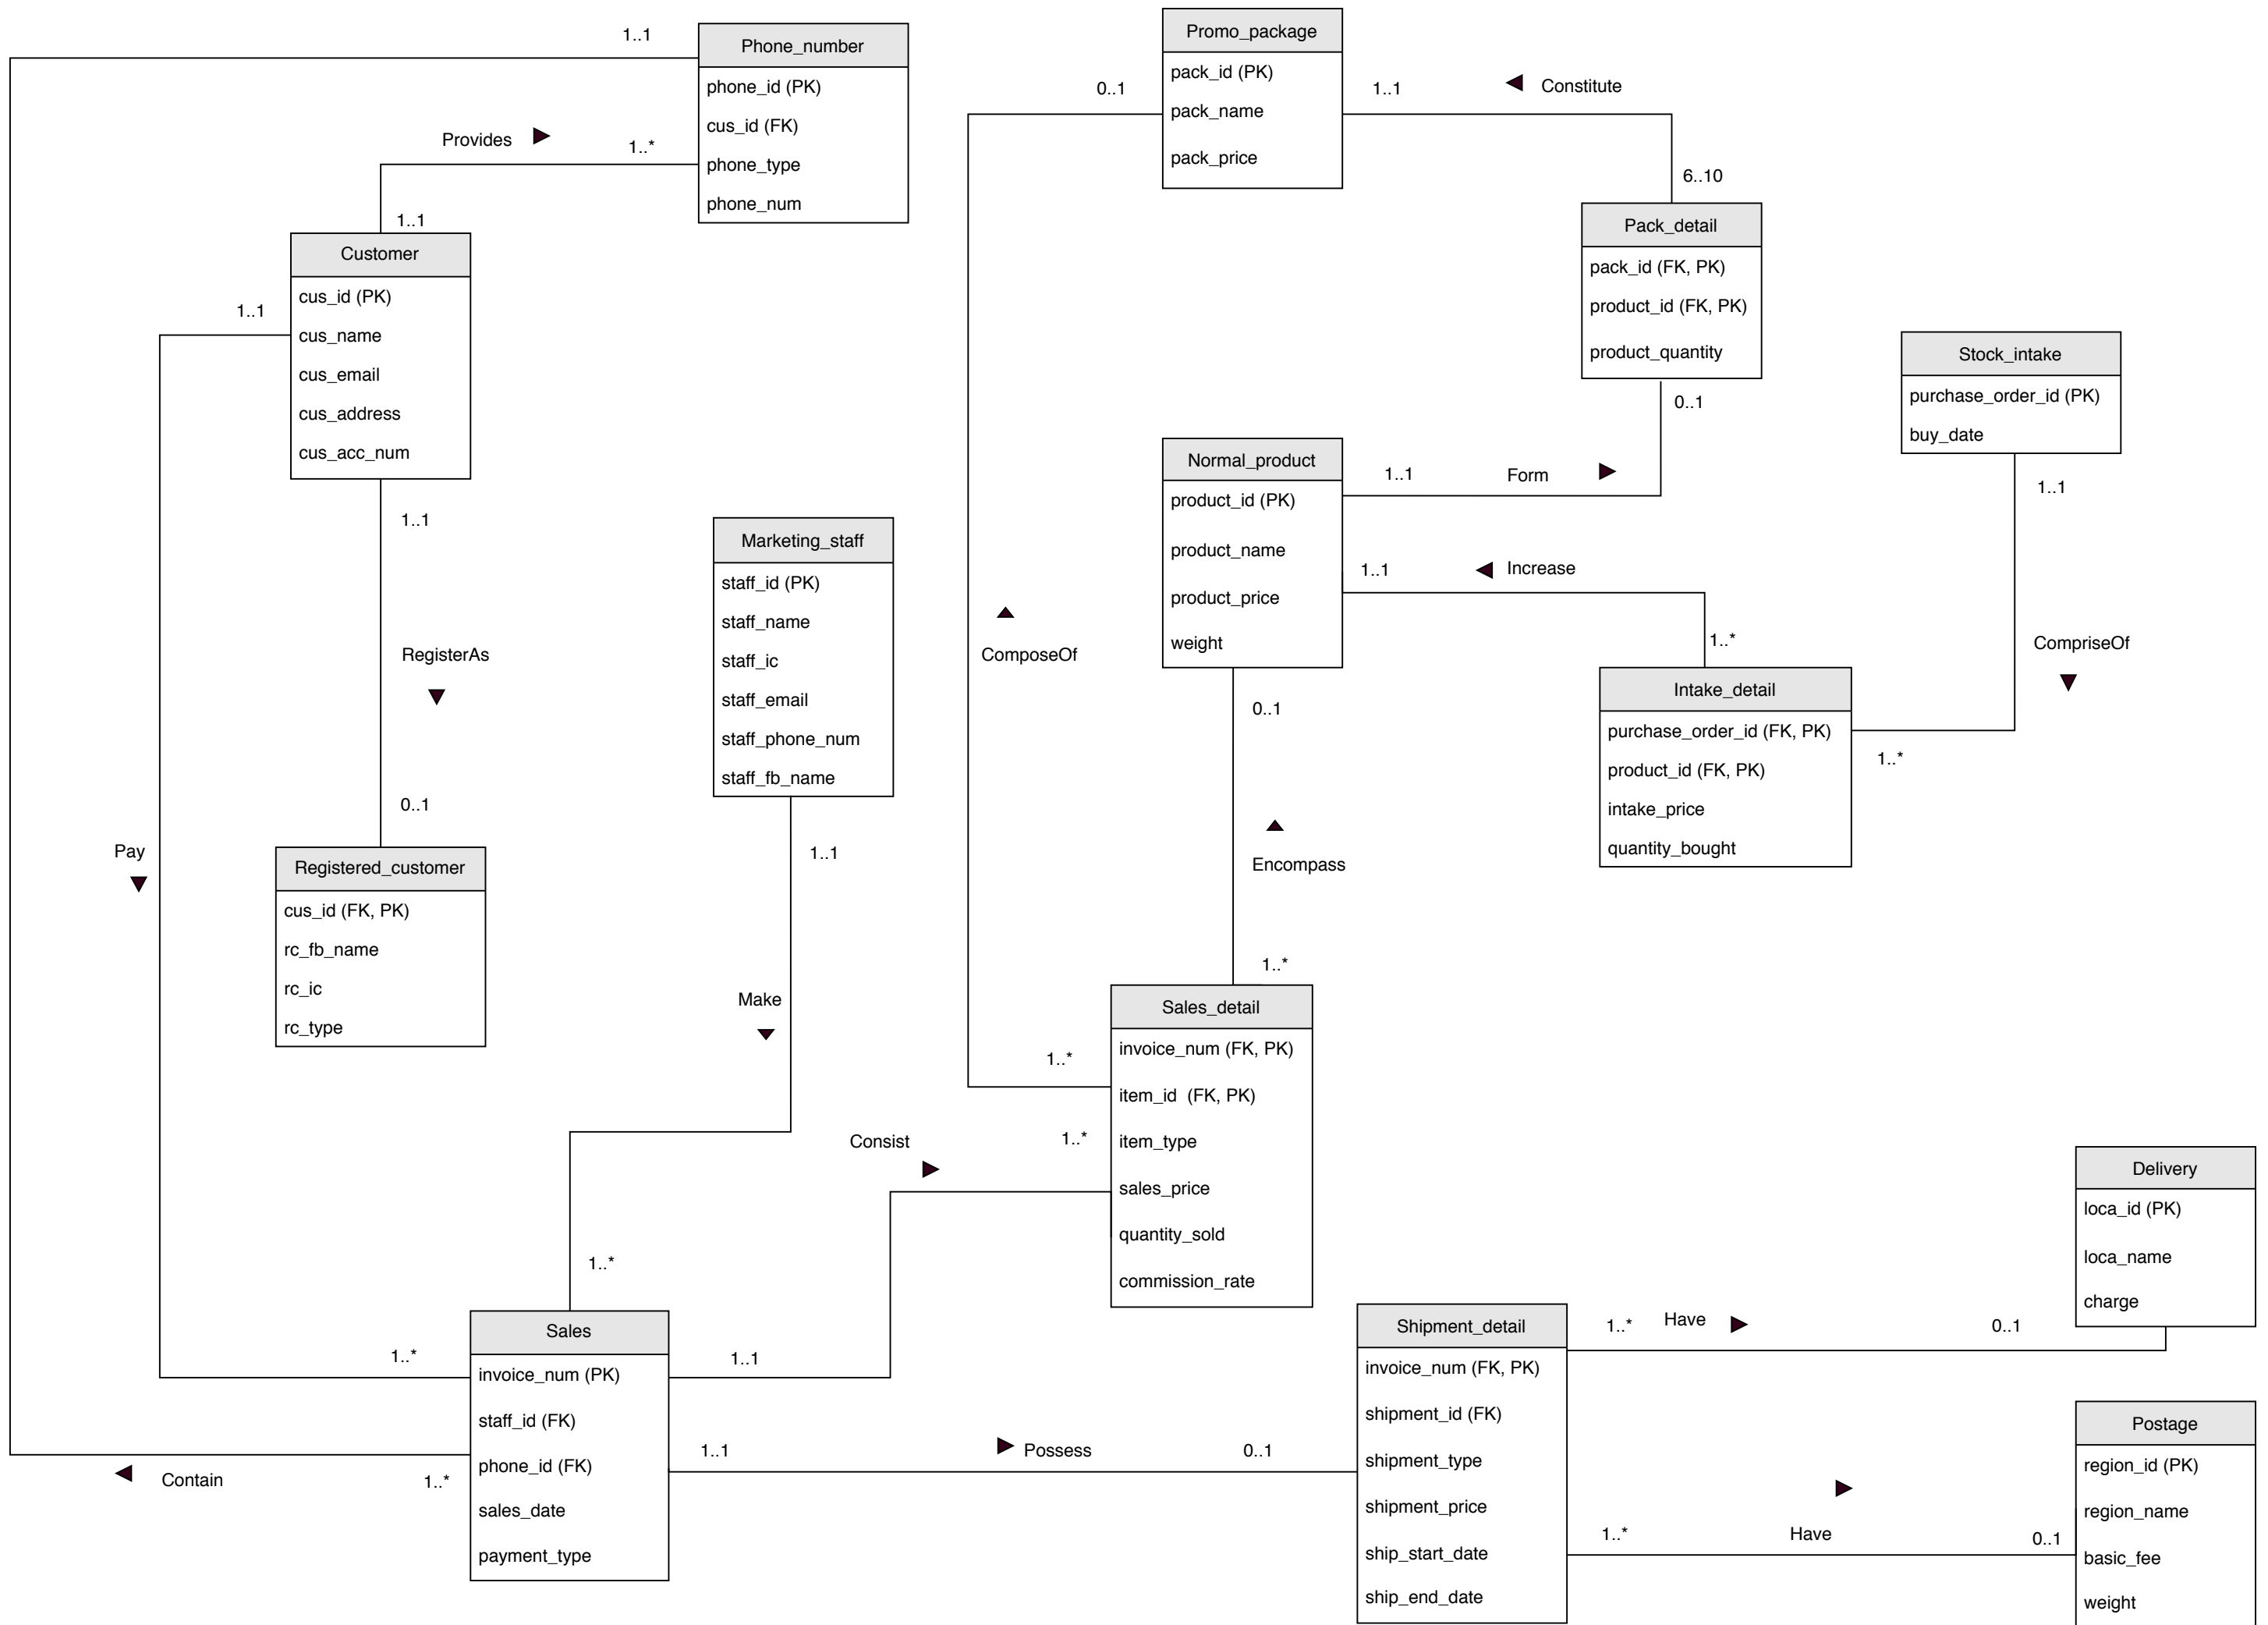 1..1
Phone_number
phone_id (PK)
cus_id (FK)
phone_type
phone_num
Provides
1..*
1..1
Customer
cus_id (PK)
cus_name
cus_email
cus_address
cus_acc_num
1..1
1..1
RegisterAs
0..1
Registered_customer
cus_id (FK, PK)
rc_fb_name
rc_ic
rc_type
Pay
Marketing_staff
staff_id (PK)
staff_name
staff_ic
staff_email
staff_phone_num
staff_fb_name
1..1
Make
1..*
Promo_package
pack_id (PK)
pack_name
pack_price
0..1
1..1
Constitute
6..10
Pack_detail
pack_id (FK, PK)
product_id (FK, PK)
product_quantity
0..1
Normal_product
product_id (PK)
product_name
product_price
weight
1..1
Form
1..1
Increase
1..*
Stock_intake
purchase_order_id (PK)
buy_date
1..1
CompriseOf
1..*
Intake_detail
purchase_order_id (FK, PK)
product_id (FK, PK)
intake_price
quantity_bought
ComposeOf
0..1
Encompass
1..*
1..*
Sales_detail
invoice_num (FK, PK)
item_id (FK, PK)
item_type
sales_price
quantity_sold
commission_rate
Consist
1..*
Sales
invoice_num (PK)
staff_id (FK)
phone_id (FK)
sales_date
payment_type
1..*
1..1
Contain
1..*
1..1
Possess
0..1
Shipment_detail
invoice_num (FK, PK)
shipment_id (FK)
shipment_type
shipment_price
ship_start_date
ship_end_date
1..*
Have
0..1
Delivery
loca_id (PK)
loca_name
charge
1..*
Have
0..1
Postage
region_id (PK)
region_name
basic_fee
weight